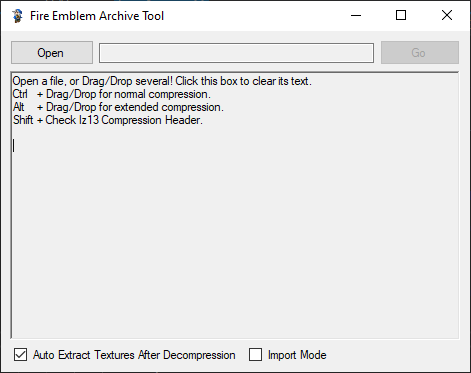 Fire Emblem Archive Tool
Open
Go
Open a file, or Drag/Drop several! Click this box to clear its text.
Ctrl + Drag/Drop for normal compression.
Alt + Drag/Drop for extended compression.
Shift + Check lz13 Compression Header.
Auto Extract Textures After Decompression
Import Mode